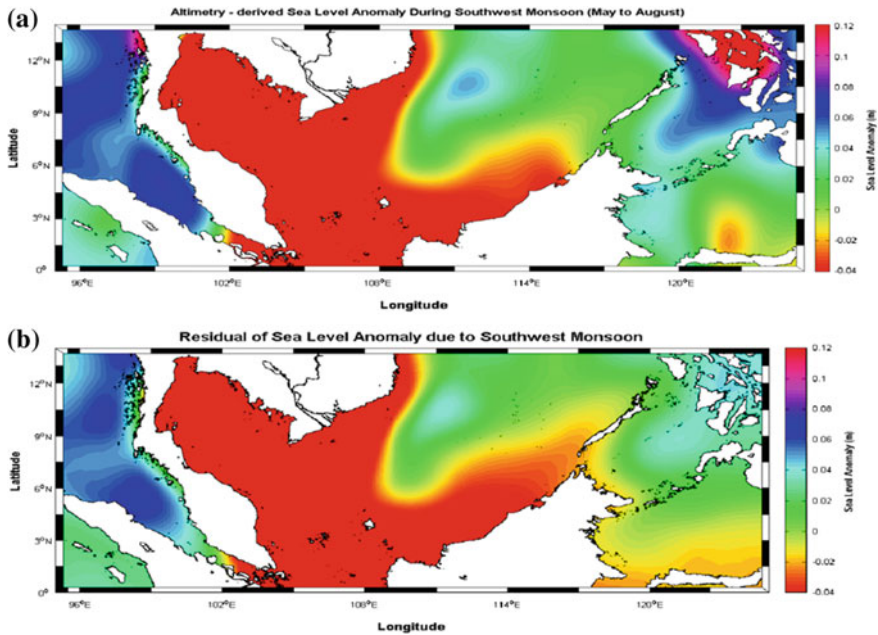 (a)
Altimetry - derived Sea Level Anomaly During Southwest Monsoon (May to August)
12°N
9°N
6°N
3°N
0°
Latitude
96°E
102°E
108°E
114°E
120°E
Longitude
0.12
0.1
0.08
0.06
0.04
0.02
0
-0.02
-0.04
Sea Level Anomaly (m)
(b)
Residual of Sea Level Anomaly due to Southwest Monsoon
12°N
9°N
6°N
3°N
0°
Latitude
96°E
102°E
108°E
114°E
120°E
Longitude
0.12
0.1
0.08
0.06
0.04
0.02
0
-0.02
-0.04
Sea Level Anomaly (m)